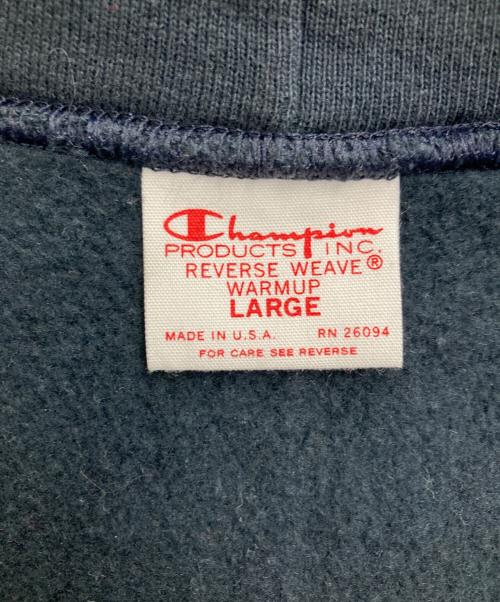 Champion
PRODUCTS INC.
REVERSE WEAVE®
WARMUP
LARGE
MADE IN U.S.A. RN 26094
FOR CARE SEE REVERSE